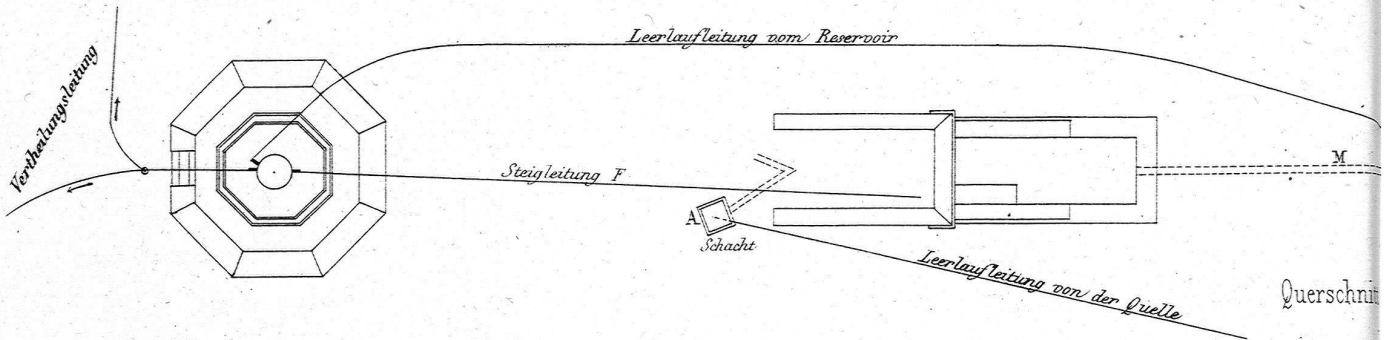 Leerlaufleitung vom Reservoir
Vertheilungsleitung
Steigleitung F
M
A
Schacht
Leerlaufleitung von der Quelle
Querschnit